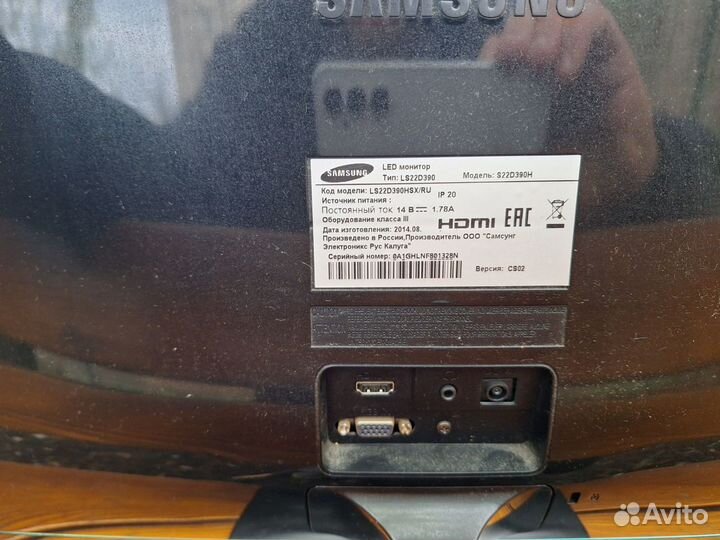 SAMSUNG
SAMSUNG
LED монитор
Тип: LS22D390 Модель: S22D390H
Код модели: LS22D390HSX/RU IP 20
Источник питания :
Постоянный ток 14 В 1.78A
Оборудование класса III
HDMI EAC
Дата изготовления: 2014.08.
Произведено в России,Производитель ООО "Самсунг
Электроникс Рус Калуга"
Серийный номер: 0A1GHLNF801328N
Версия: CS02
Avito